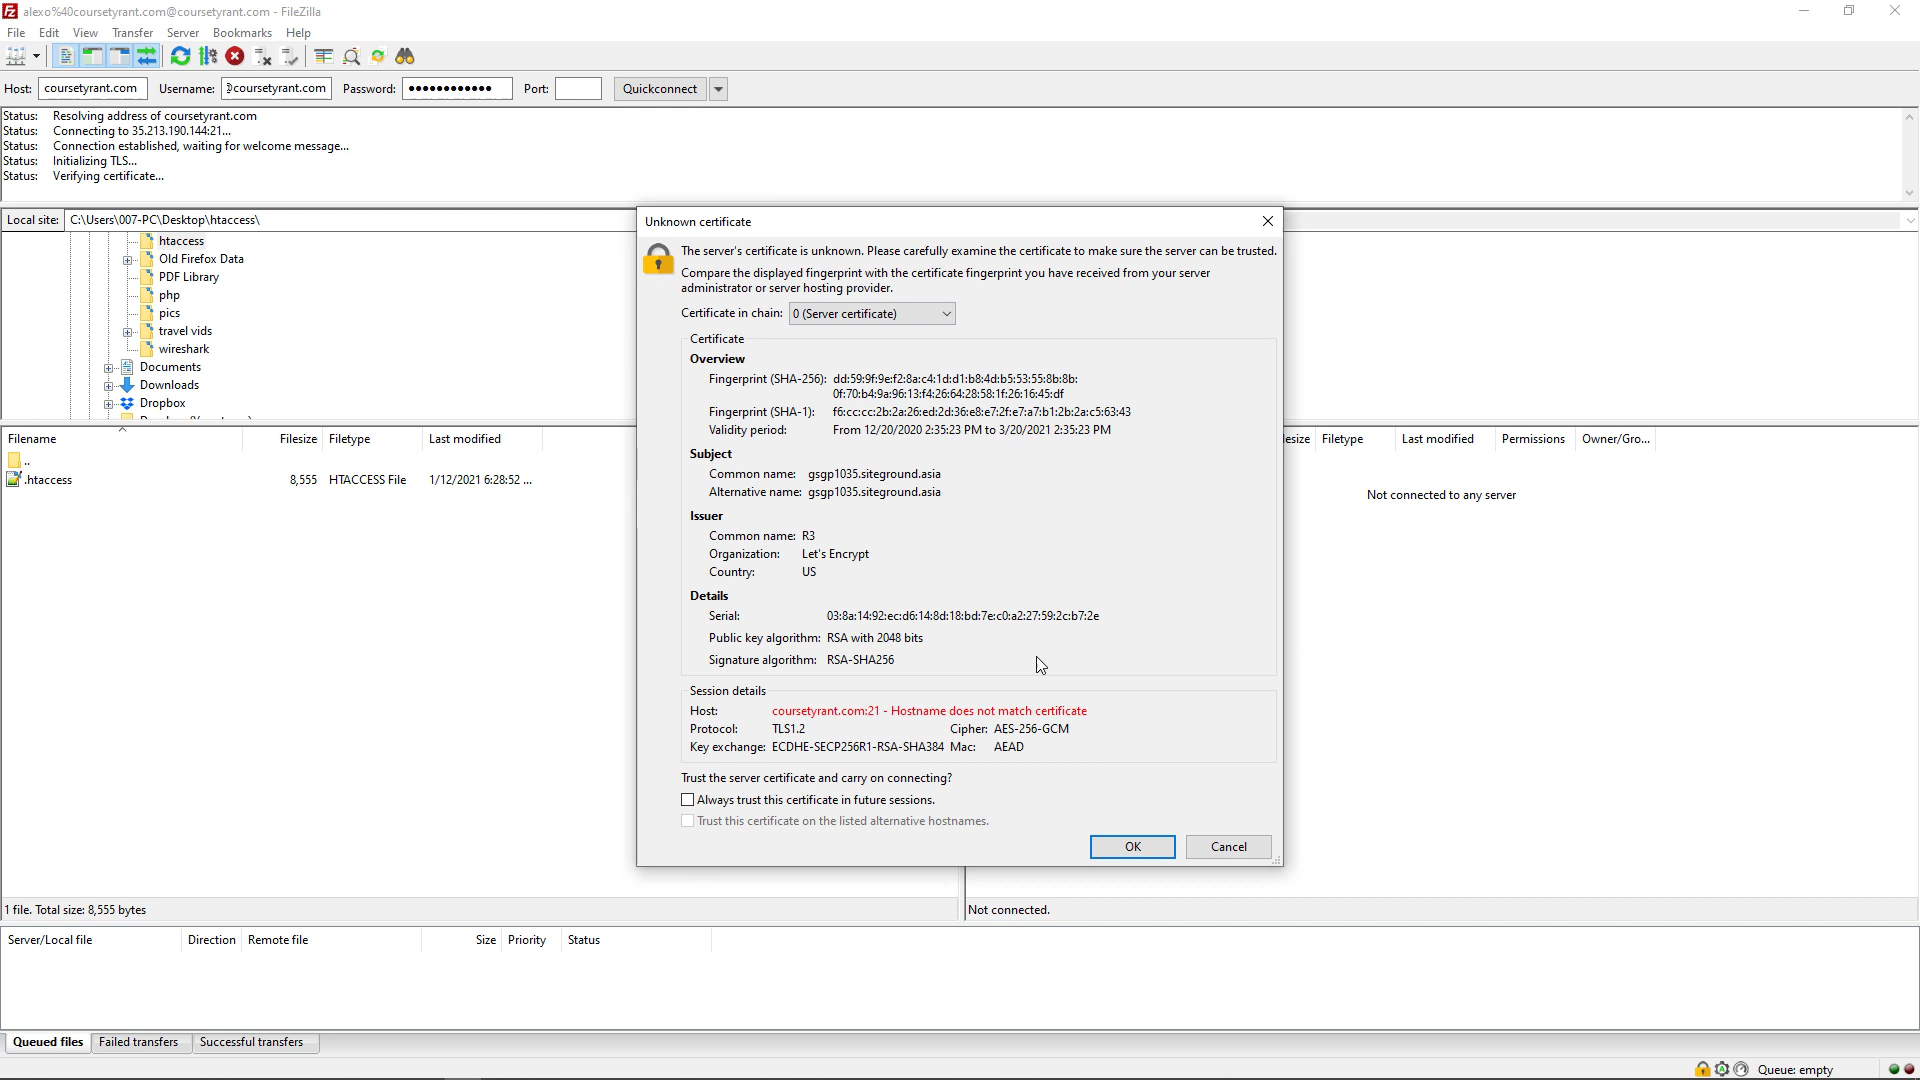 alexo%40coursetyrant.com@coursetyrant.com - FileZilla
File Edit View Transfer Server Bookmarks Help
Host: coursetyrant.com Username: coursetyrant.com Password: ●●●●●●●●●●●● Port: Quickconnect
Status: Resolving address of coursetyrant.com
Status: Connecting to 35.213.190.144:21...
Status: Connection established, waiting for welcome message...
Status: Initializing TLS...
Status: Verifying certificate...
Local site: C:\Users\007-PC\Desktop\htaccess\
htaccess
Old Firefox Data
PDF Library
php
pics
travel vids
wireshark
Documents
Downloads
Dropbox
Filename Filesize Filetype Last modified
..
.htaccess 8,555 HTACCESS File 1/12/2021 6:28:52 ...
1 file. Total size: 8,555 bytes
Unknown certificate
The server's certificate is unknown. Please carefully examine the certificate to make sure the server can be trusted.
Compare the displayed fingerprint with the certificate fingerprint you have received from your server
administrator or server hosting provider.
Certificate in chain: 0 (Server certificate)
Certificate
Overview
Fingerprint (SHA-256): dd:59:9f:9e:f2:8a:c4:1d:d1:b8:4d:b5:53:55:8b:8b:
0f:70:b4:9a:96:13:f4:26:64:28:58:1f:26:16:45:df
Fingerprint (SHA-1): f6:cc:cc:2b:2a:26:ed:2d:36:e8:e7:2f:e7:a7:b1:2b:2a:c5:63:43
Validity period: From 12/20/2020 2:35:23 PM to 3/20/2021 2:35:23 PM
Subject
Common name: gsgp1035.siteground.asia
Alternative name: gsgp1035.siteground.asia
Issuer
Common name: R3
Organization: Let's Encrypt
Country: US
Details
Serial: 03:8a:14:92:ec:d6:14:8d:18:bd:7e:c0:a2:27:59:2c:b7:2e
Public key algorithm: RSA with 2048 bits
Signature algorithm: RSA-SHA256
Session details
Host: coursetyrant.com:21 - Hostname does not match certificate
Protocol: TLS1.2 Cipher: AES-256-GCM
Key exchange: ECDHE-SECP256R1-RSA-SHA384 Mac: AEAD
Trust the server certificate and carry on connecting?
Always trust this certificate in future sessions.
Trust this certificate on the listed alternative hostnames.
OK Cancel
lesize Filetype Last modified Permissions Owner/Gro...
Not connected to any server
Not connected.
Server/Local file Direction Remote file Size Priority Status
Queued files Failed transfers Successful transfers
Queue: empty